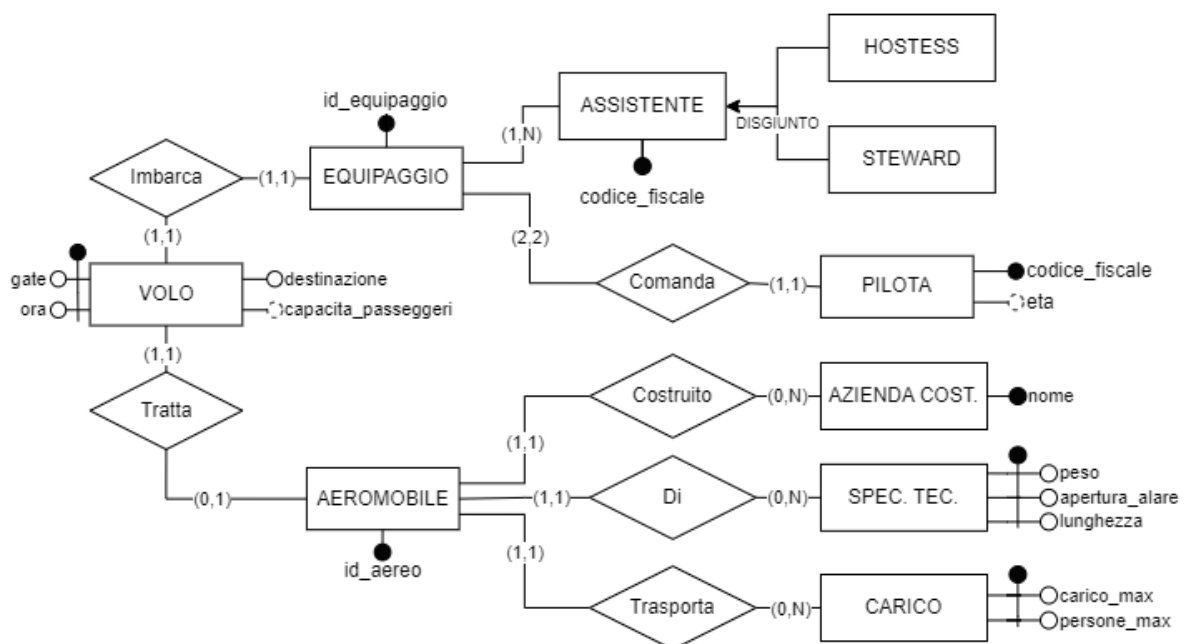 HOSTESS
id_equipaggio
ASSISTENTE
DISGIUNTO
(1,N)
STEWARD
Imbarca
(1,1)
EQUIPAGGIO
codice_fiscale
(1,1)
(2,2)
gate
ora
VOLO
destinazione
capacita_passeggeri
Comanda
(1,1)
PILOTA
codice_fiscale
eta
(1,1)
Tratta
Costruito
(0,N)
AZIENDA COST.
nome
(1,1)
(0,1)
AEROMOBILE
(1,1)
Di
(0,N)
SPEC. TEC.
peso
apertura_alare
lunghezza
(1,1)
id_aereo
Trasporta
(0,N)
CARICO
carico_max
persone_max